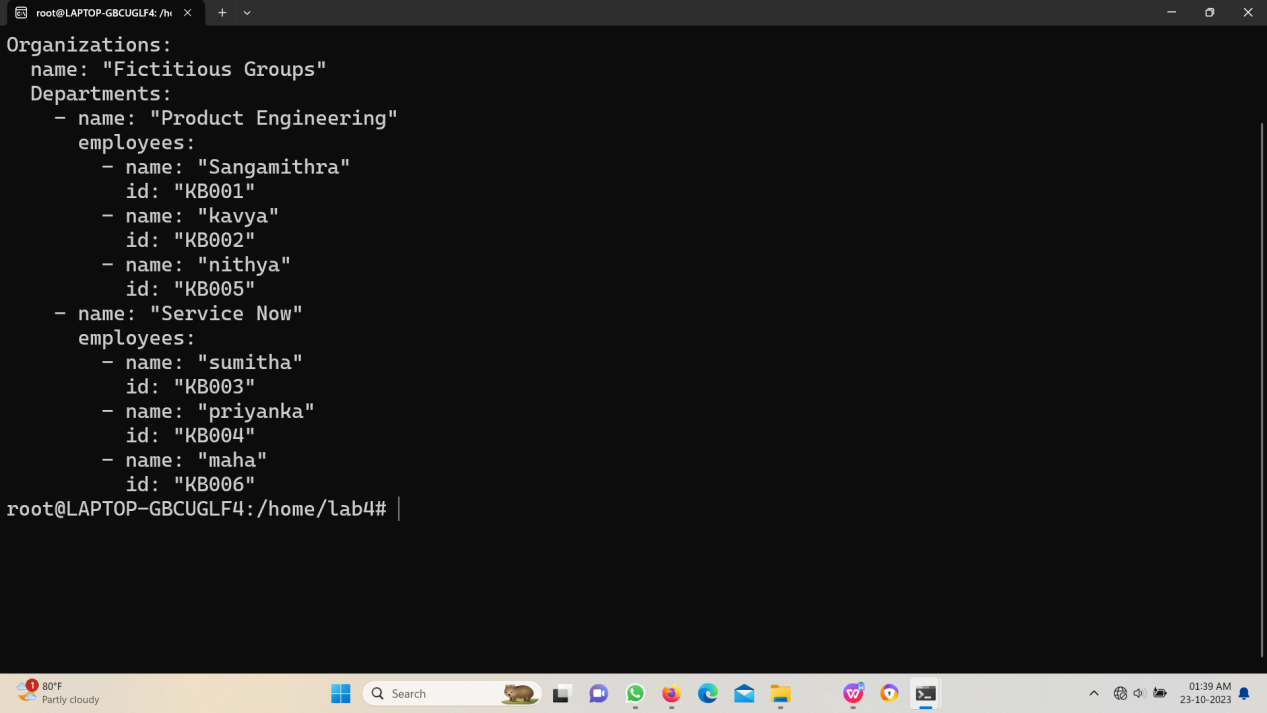 root@LAPTOP-GBCUGLF4: /h
Organizations:
  name: "Fictitious Groups"
  Departments:
    - name: "Product Engineering"
      employees:
        - name: "Sangamithra"
          id: "KB001"
        - name: "kavya"
          id: "KB002"
        - name: "nithya"
          id: "KB005"
    - name: "Service Now"
      employees:
        - name: "sumitha"
          id: "KB003"
        - name: "priyanka"
          id: "KB004"
        - name: "maha"
          id: "KB006"
root@LAPTOP-GBCUGLF4:/home/lab4#
1
80°F
Partly cloudy
Search
01:39 AM
23-10-2023